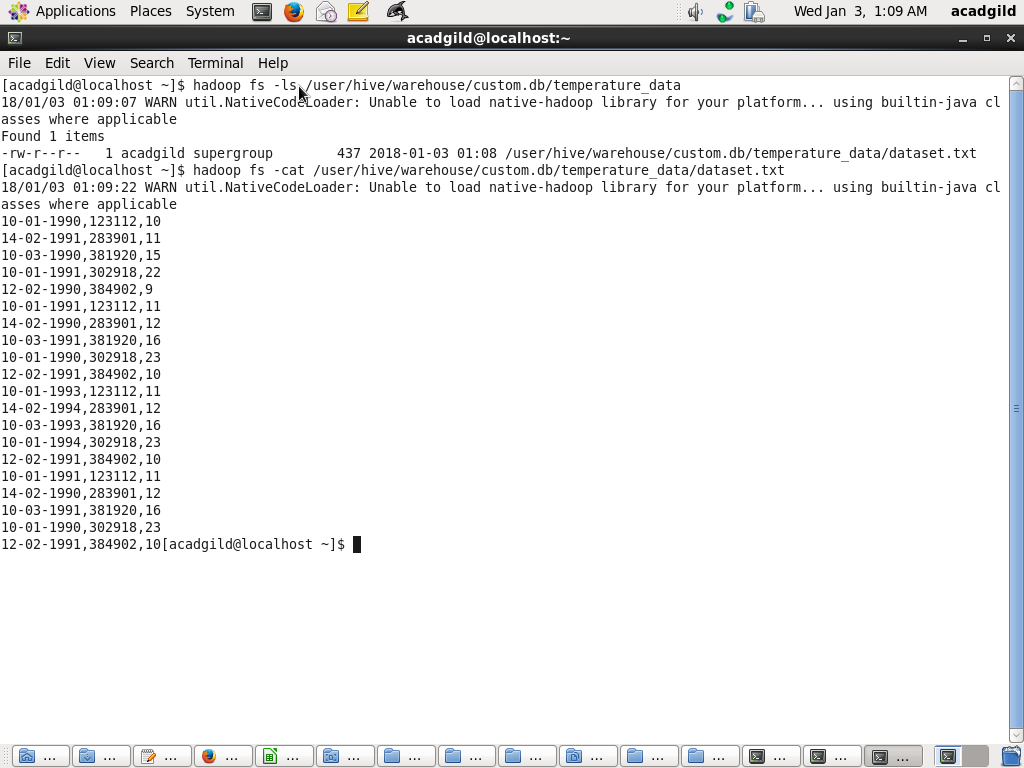 Applications Places System Wed Jan 3, 1:09 AM acadgild
acadgild@localhost:~
File Edit View Search Terminal Help
[acadgild@localhost ~]$ hadoop fs -ls /user/hive/warehouse/custom.db/temperature_data
18/01/03 01:09:07 WARN util.NativeCodeLoader: Unable to load native-hadoop library for your platform... using builtin-java cl
asses where applicable
Found 1 items
-rw-r--r--   1 acadgild supergroup        437 2018-01-03 01:08 /user/hive/warehouse/custom.db/temperature_data/dataset.txt
[acadgild@localhost ~]$ hadoop fs -cat /user/hive/warehouse/custom.db/temperature_data/dataset.txt
18/01/03 01:09:22 WARN util.NativeCodeLoader: Unable to load native-hadoop library for your platform... using builtin-java cl
asses where applicable
10-01-1990,123112,10
14-02-1991,283901,11
10-03-1990,381920,15
10-01-1991,302918,22
12-02-1990,384902,9
10-01-1991,123112,11
14-02-1990,283901,12
10-03-1991,381920,16
10-01-1990,302918,23
12-02-1991,384902,10
10-01-1993,123112,11
14-02-1994,283901,12
10-03-1993,381920,16
10-01-1994,302918,23
12-02-1991,384902,10
10-01-1991,123112,11
14-02-1990,283901,12
10-03-1991,381920,16
10-01-1990,302918,23
12-02-1991,384902,10[acadgild@localhost ~]$
... ... ... ... ... ... ... ... ... ... ... ... ... ... ...